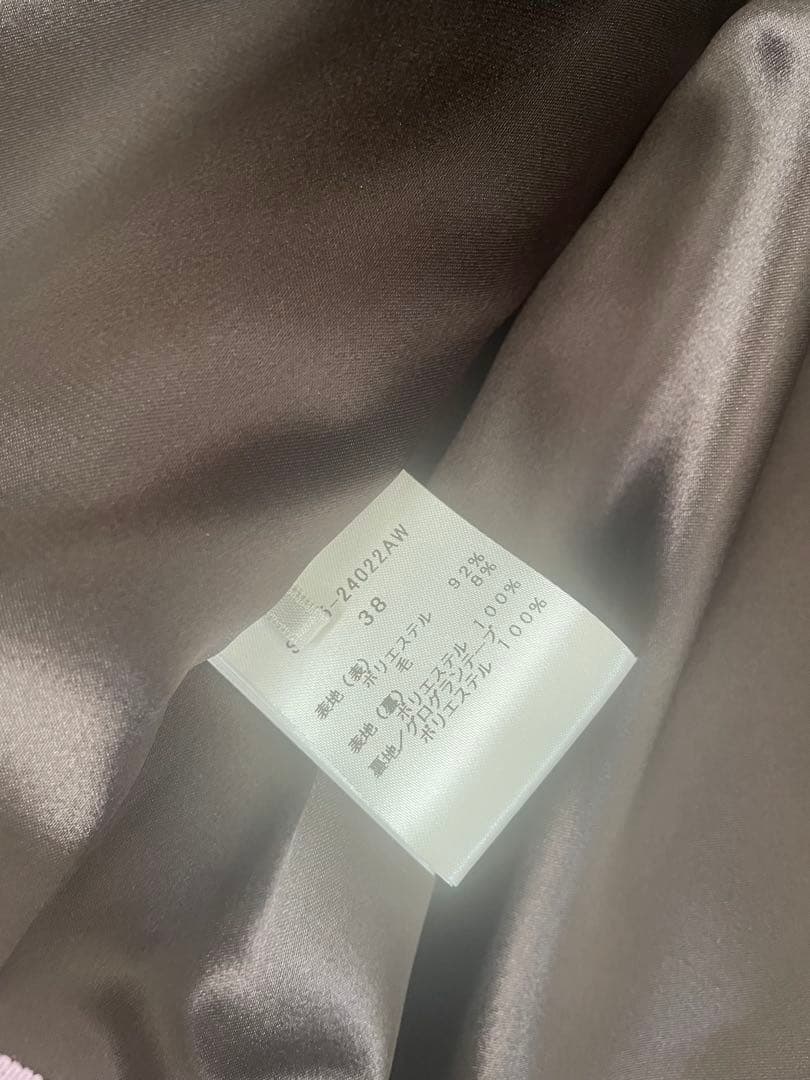 -24022AW
38
表地(表)
ポリエステル 92%
毛 8%
表地(裏)
ポリエステル 100%
裏地/グログランテープ
ポリエステル 100%